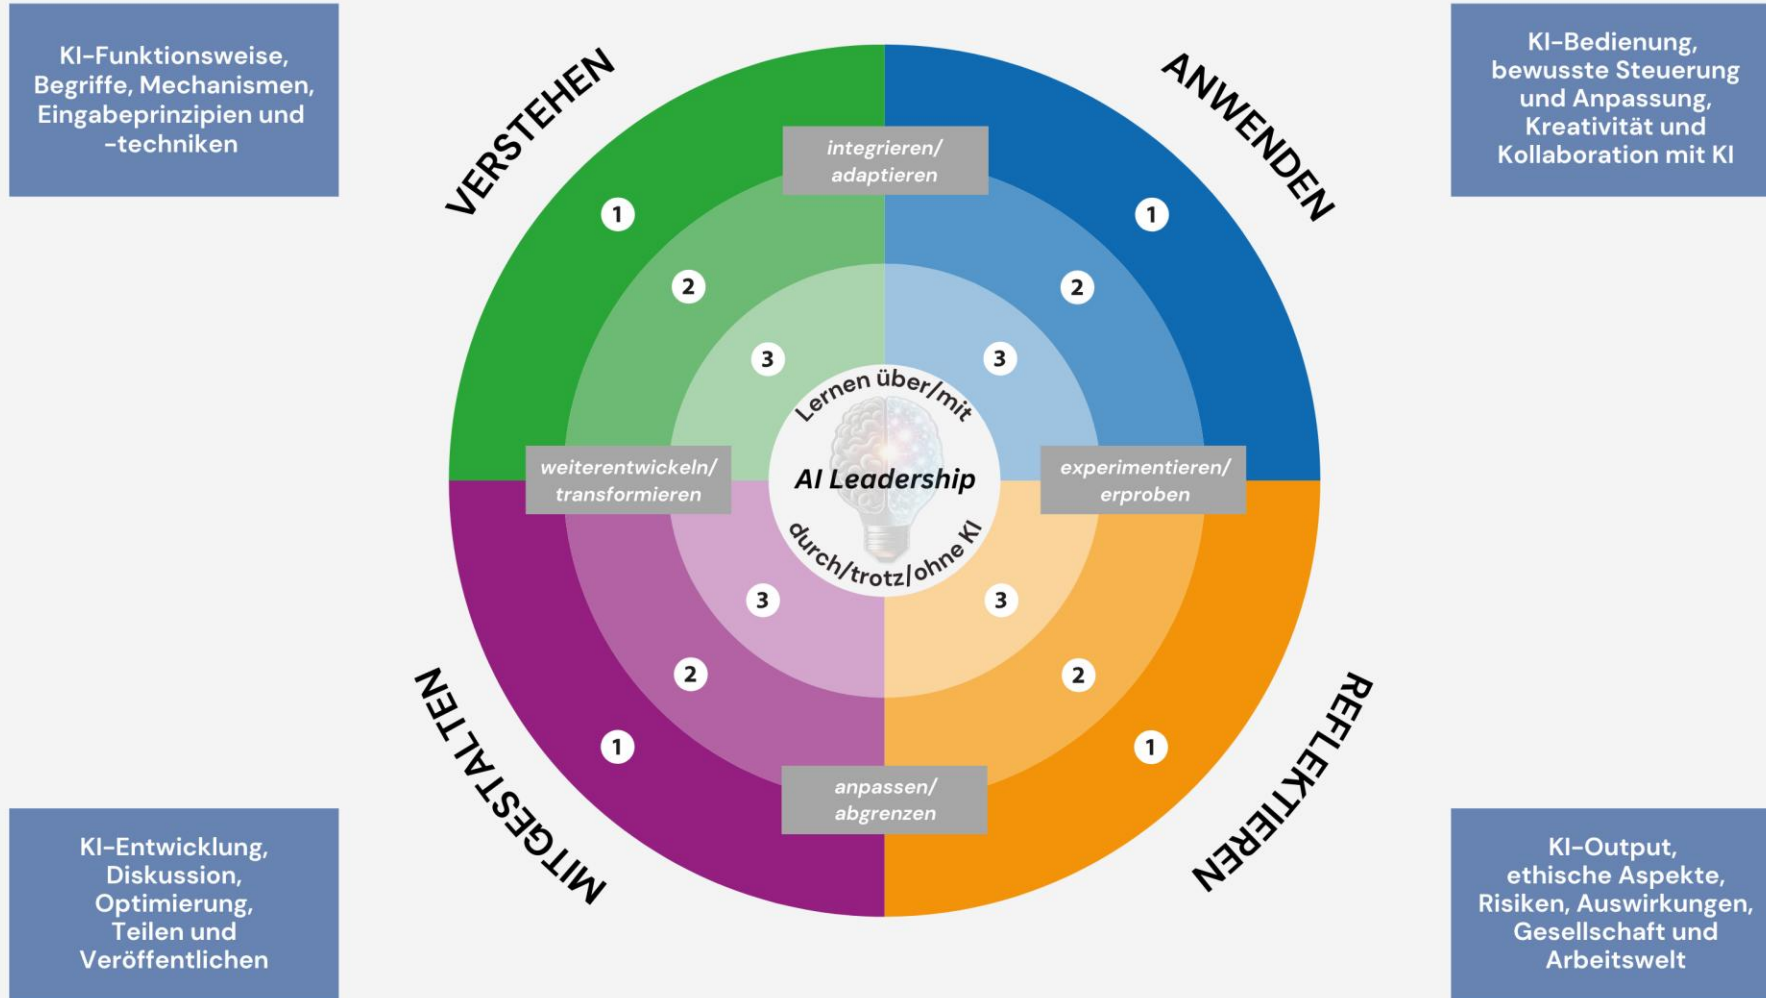 KI-Funktionsweise,
Begriffe, Mechanismen,
Eingabeprinzipien und
-techniken
VERSTEHEN
ANWENDEN
KI-Bedienung,
bewusste Steuerung
und Anpassung,
Kreativität und
Kollaboration mit KI
integrieren/
adaptieren
1
1
2
2
3
3
Lernen über/mit
weiterentwickeln/
transformieren
AI Leadership
experimentieren/
erproben
durch/trotz/ohne KI
3
3
2
2
1
1
anpassen/
abgrenzen
MITGESTALTEN
REFLEKTIEREN
KI-Entwicklung,
Diskussion,
Optimierung,
Teilen und
Veröffentlichen
KI-Output,
ethische Aspekte,
Risiken, Auswirkungen,
Gesellschaft und
Arbeitswelt